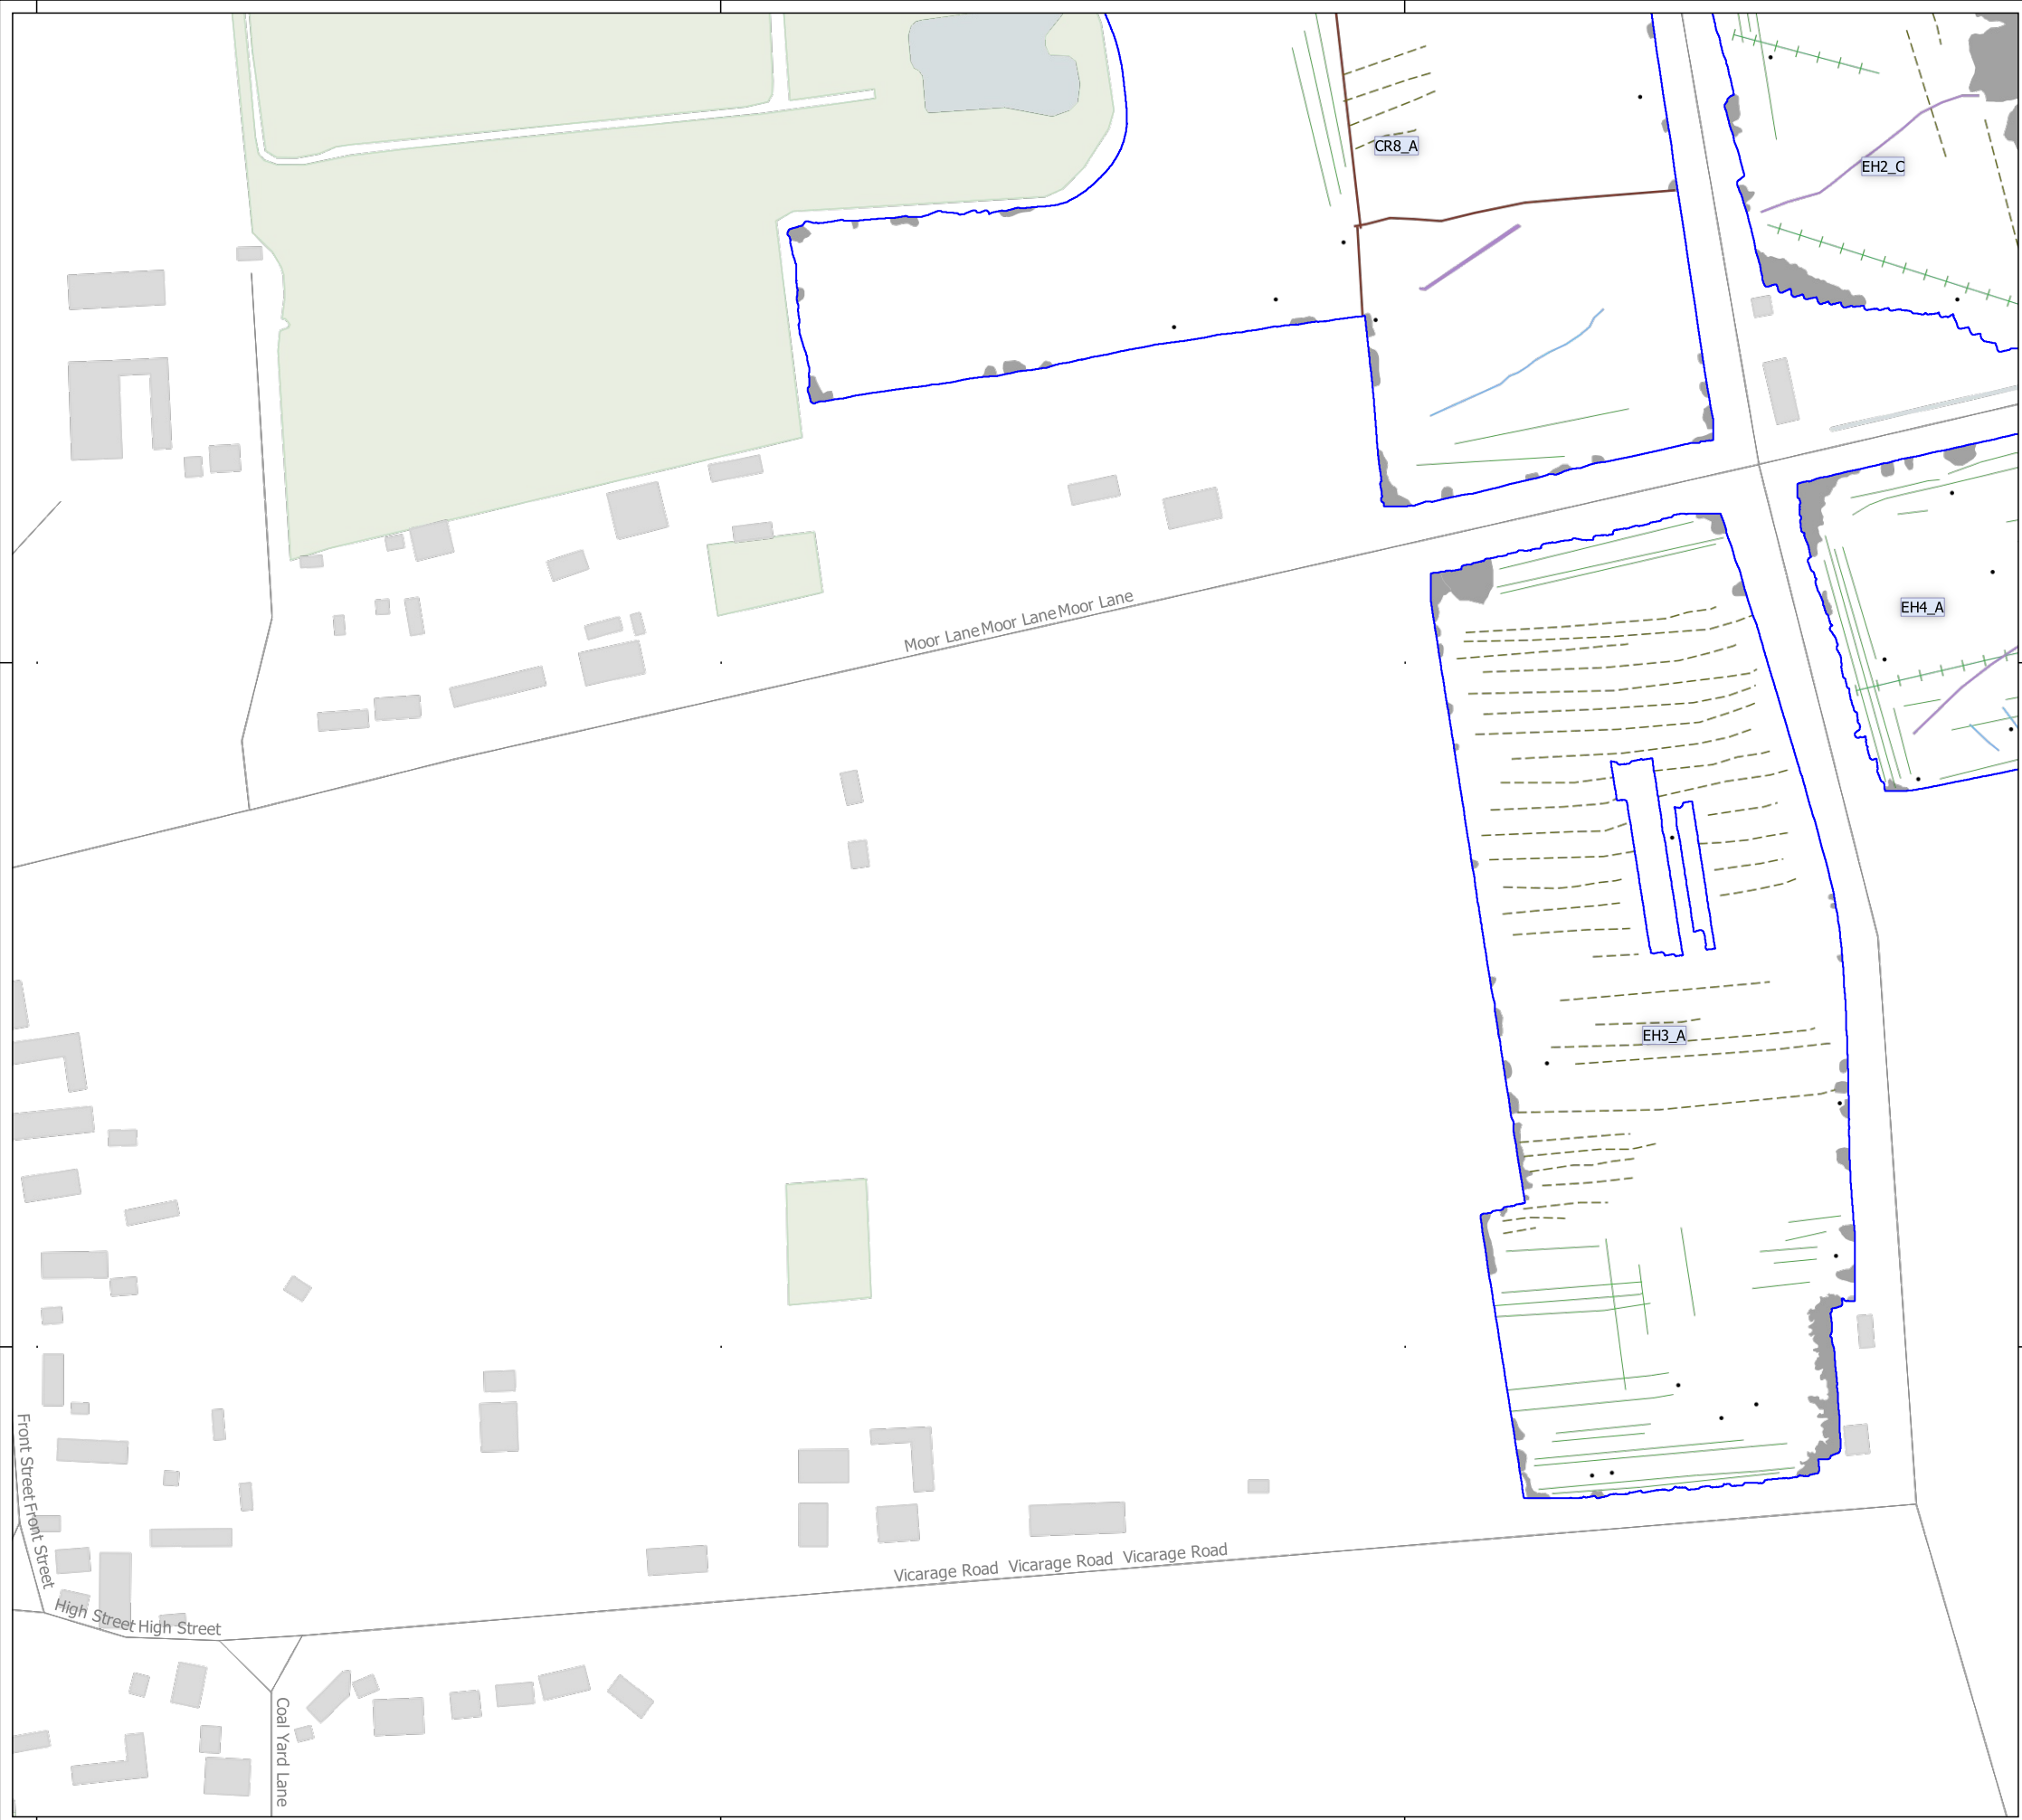 CR8_A
EH2_C
EH4_A
Moor Lane Moor Lane Moor Lane
EH3_A
Front Street Front Street
Vicarage Road Vicarage Road Vicarage Road
High Street High Street
Coal Yard Lane